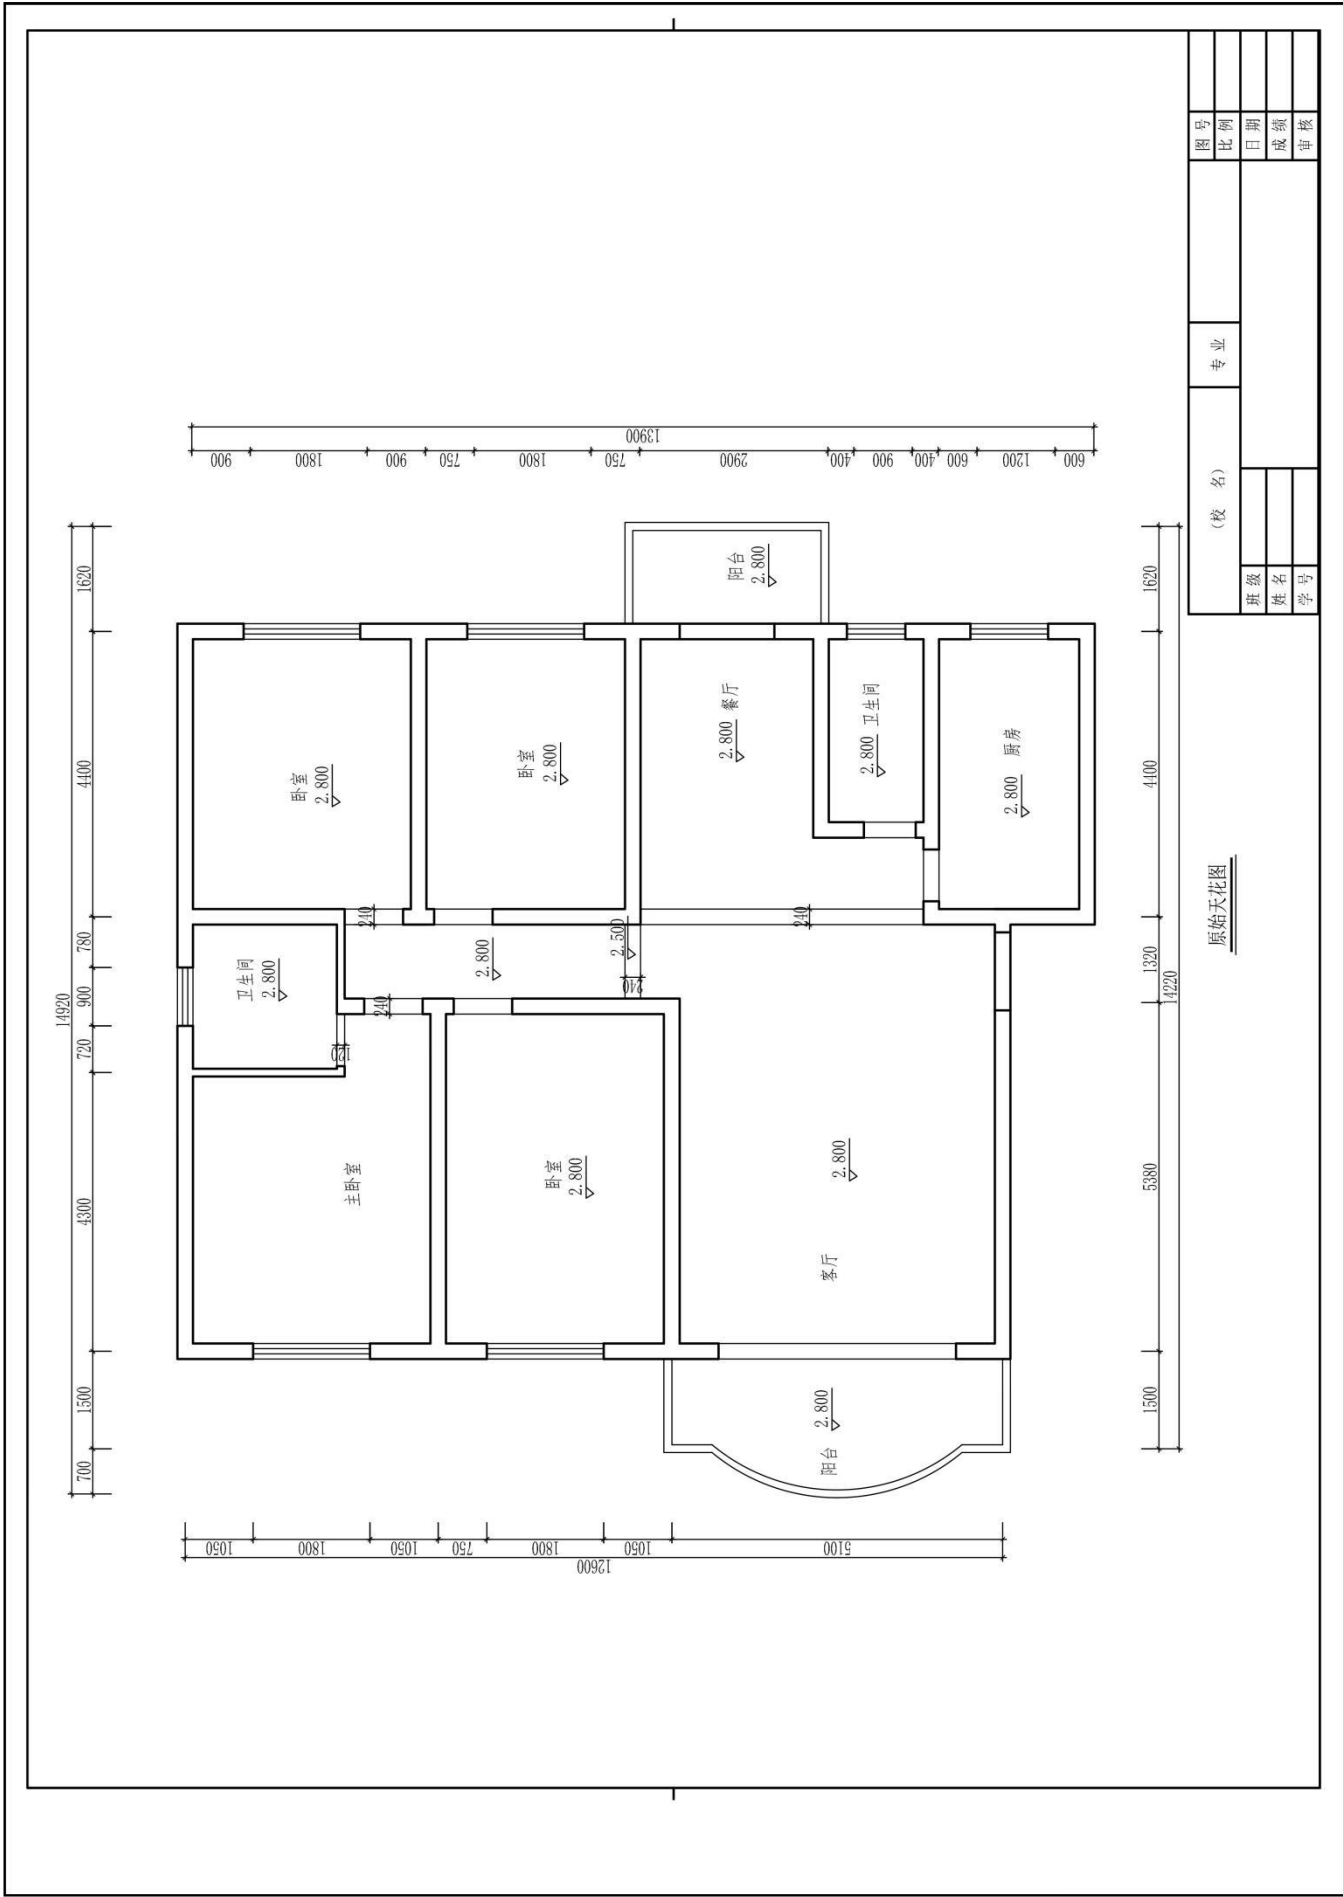 图号
比例
日期
成绩
审核
专业
（校 名）
班级
姓名
学号
原始天花图
14920
1620
4400
780
900
720
4300
1500
700
13900
900
1800
900
750
1800
750
2900
400
900
400
600
1200
600
1620
4400
1320
5380
1500
14220
1050
1800
1050
750
1800
1050
5100
12600
卧室
2.800
卧室
2.800
阳台
2.800
餐厅
2.800
卫生间
2.800
厨房
2.800
卫生间
2.800
2.800
2.500
240
240
240
240
120
主卧室
卧室
2.800
客厅
2.800
阳台
2.800